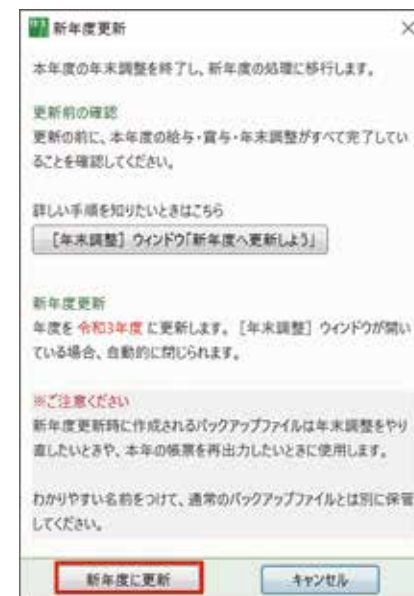 新年度更新
本年度の年末調整を終了し、新年度の処理に移行します。
更新前の確認
更新の前に、本年度の給与・賞与・年末調整がすべて完了してい
ることを確認してください。
詳しい手順を知りたいときはこちら
[年末調整] ウィンドウ「新年度へ更新しよう」
新年度更新
年度を 令和3年度 に更新します。 [年末調整] ウィンドウが開い
ている場合、自動的に閉じられます。
※ご注意ください
新年度更新時に作成されるバックアップファイルは年末調整をやり
直したいときや、本年の帳票を再出力したいときに使用します。
わかりやすい名前をつけて、通常のバックアップファイルとは別に保管
してください。
新年度に更新
キャンセル